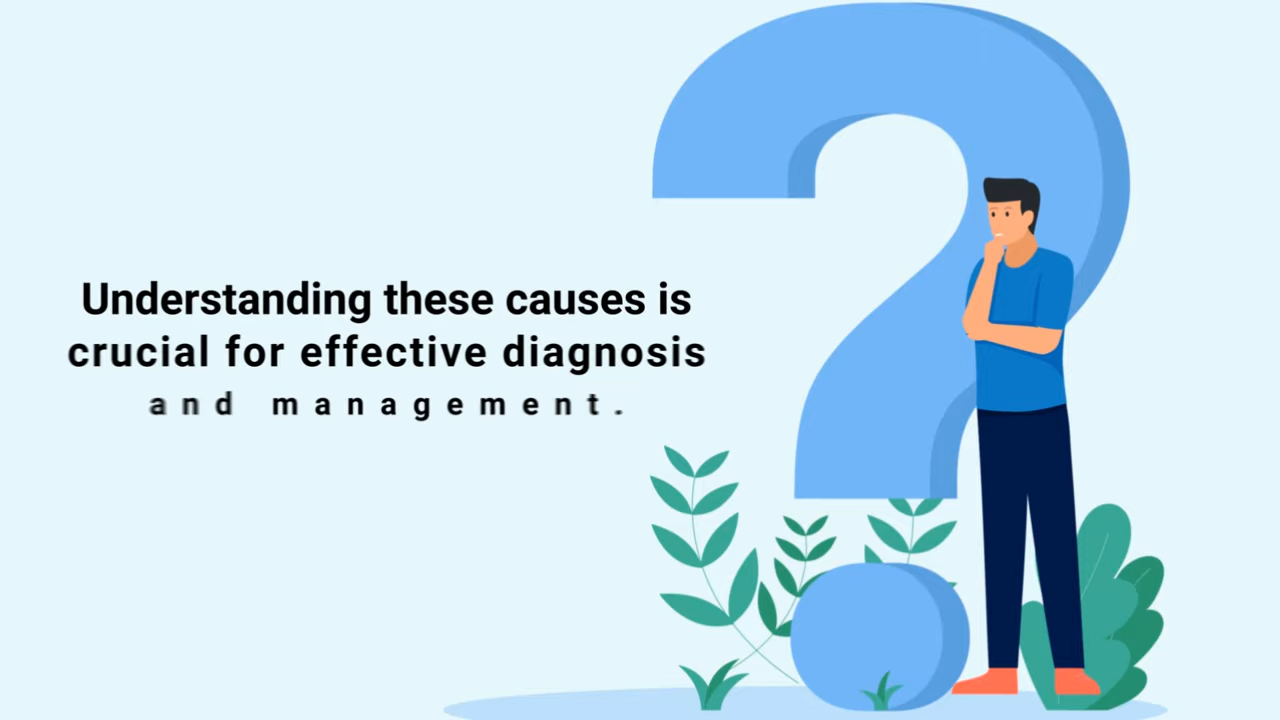 Understanding these causes is
crucial for effective diagnosis
and management.